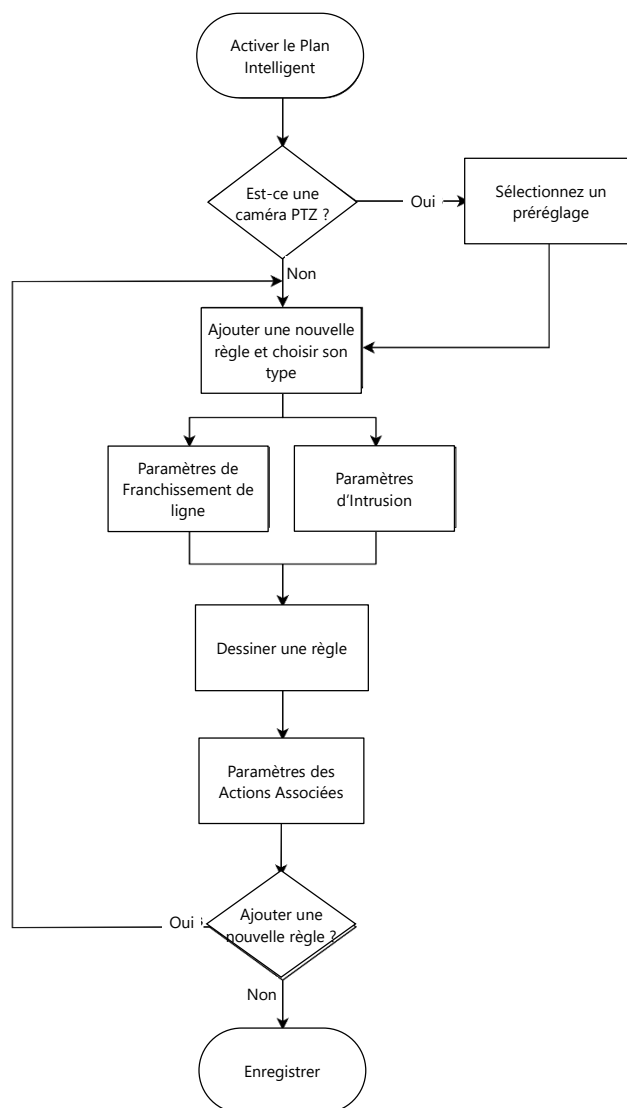 Activer le Plan
Intelligent
Est-ce une
caméra PTZ ?
Oui
Sélectionnez un
préréglage
Non
Ajouter une nouvelle
règle et choisir son
type
Paramètres de
Franchissement de
ligne
Paramètres
d’Intrusion
Dessiner une règle
Paramètres des
Actions Associées
Ajouter une
nouvelle règle ?
Oui
Non
Enregistrer